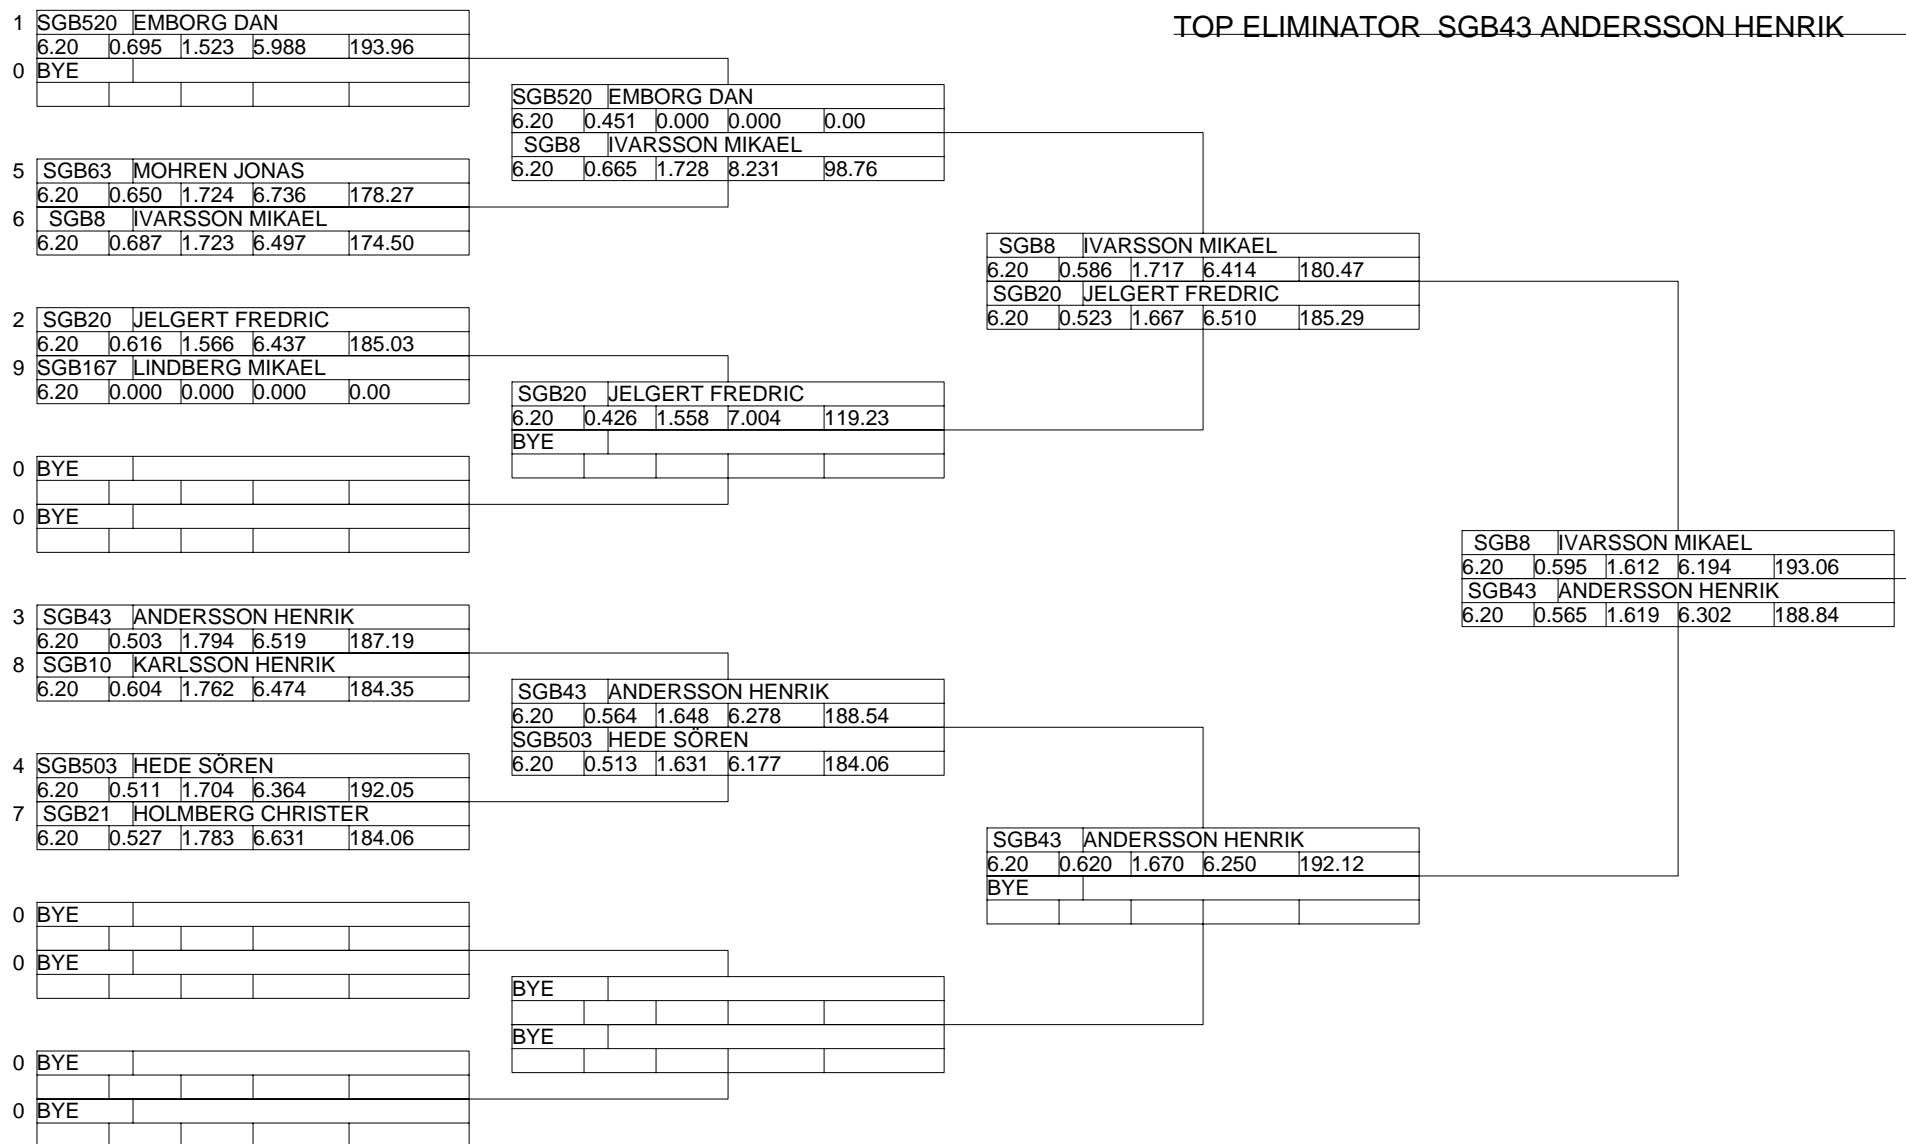 TOP ELIMINATOR SGB43 ANDERSSON HENRIK
1 SGB520 EMBORG DAN
6.20 0.695 1.523 5.988 193.96
0 BYE
5 SGB63 MOHREN JONAS
6.20 0.650 1.724 6.736 178.27
6 SGB8 IVARSSON MIKAEL
6.20 0.687 1.723 6.497 174.50
2 SGB20 JELGERT FREDRIC
6.20 0.616 1.566 6.437 185.03
9 SGB167 LINDBERG MIKAEL
6.20 0.000 0.000 0.000 0.00
0 BYE
0 BYE
3 SGB43 ANDERSSON HENRIK
6.20 0.503 1.794 6.519 187.19
8 SGB10 KARLSSON HENRIK
6.20 0.604 1.762 6.474 184.35
4 SGB503 HEDE SÖREN
6.20 0.511 1.704 6.364 192.05
7 SGB21 HOLMBERG CHRISTER
6.20 0.527 1.783 6.631 184.06
0 BYE
0 BYE
0 BYE
0 BYE
SGB520 EMBORG DAN
6.20 0.451 0.000 0.000 0.00
SGB8 IVARSSON MIKAEL
6.20 0.665 1.728 8.231 98.76
SGB20 JELGERT FREDRIC
6.20 0.426 1.558 7.004 119.23
BYE
SGB43 ANDERSSON HENRIK
6.20 0.564 1.648 6.278 188.54
SGB503 HEDE SÖREN
6.20 0.513 1.631 6.177 184.06
BYE
BYE
SGB8 IVARSSON MIKAEL
6.20 0.586 1.717 6.414 180.47
SGB20 JELGERT FREDRIC
6.20 0.523 1.667 6.510 185.29
SGB43 ANDERSSON HENRIK
6.20 0.620 1.670 6.250 192.12
BYE
SGB8 IVARSSON MIKAEL
6.20 0.595 1.612 6.194 193.06
SGB43 ANDERSSON HENRIK
6.20 0.565 1.619 6.302 188.84